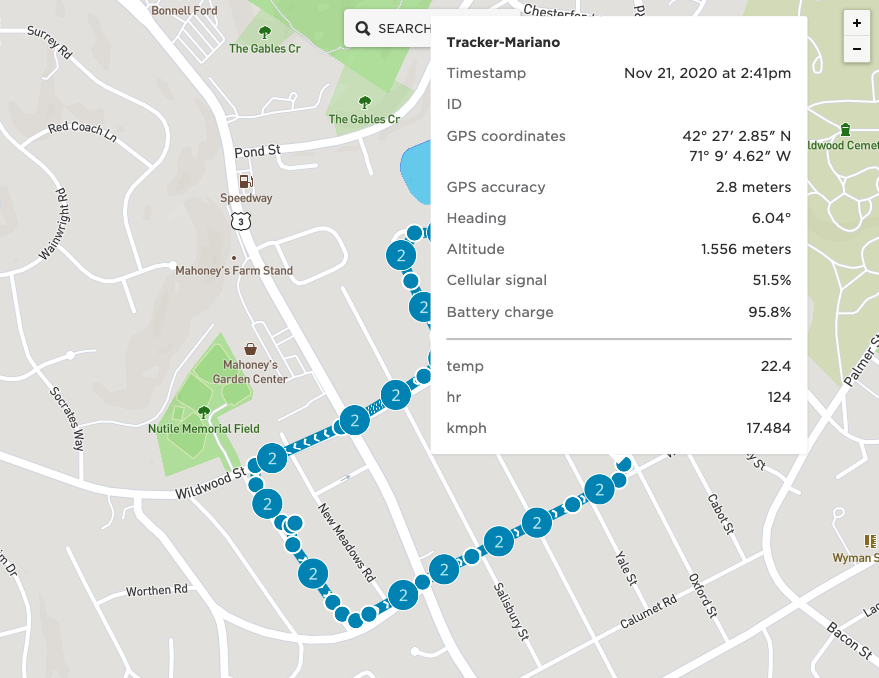 Bonnell Ford
Surrey Rd
The Gables Cr
SEARCH
Tracker-Mariano
Timestamp Nov 21, 2020 at 2:41pm
ID
GPS coordinates 42° 27′ 2.85″ N
71° 9′ 4.62″ W
GPS accuracy 2.8 meters
Heading 6.04°
Altitude 1.556 meters
Cellular signal 51.5%
Battery charge 95.8%
temp 22.4
hr 124
kmph 17.484
+
−
The Gables Cr
Red Coach Ln
Pond St
Speedway
3
Wainwright Rd
Mahoney's Farm Stand
Mahoney's
Garden Center
Nutile Memorial Field
Socrates Way
Wildwood St
New Meadows Rd
Worthen Rd
2
2
2
2
2
2
2
2
2
2
2
Salisbury St
Yale St
Oxford St
Cabot St
Calumet Rd
Palmer S
Wyman S
Bacon St